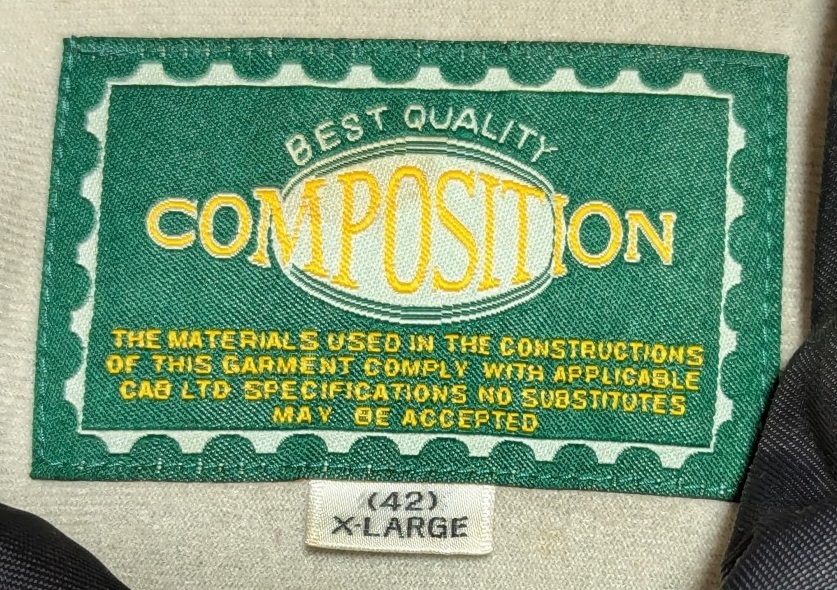 BEST QUALITY
COMPOSITION
THE MATERIALS USED IN THE CONSTRUCTIONS
OF THIS GARMENT COMPLY WITH APPLICABLE
CAB LTD SPECIFICATIONS NO SUBSTITUTES
MAY BE ACCEPTED
(42)
X-LARGE